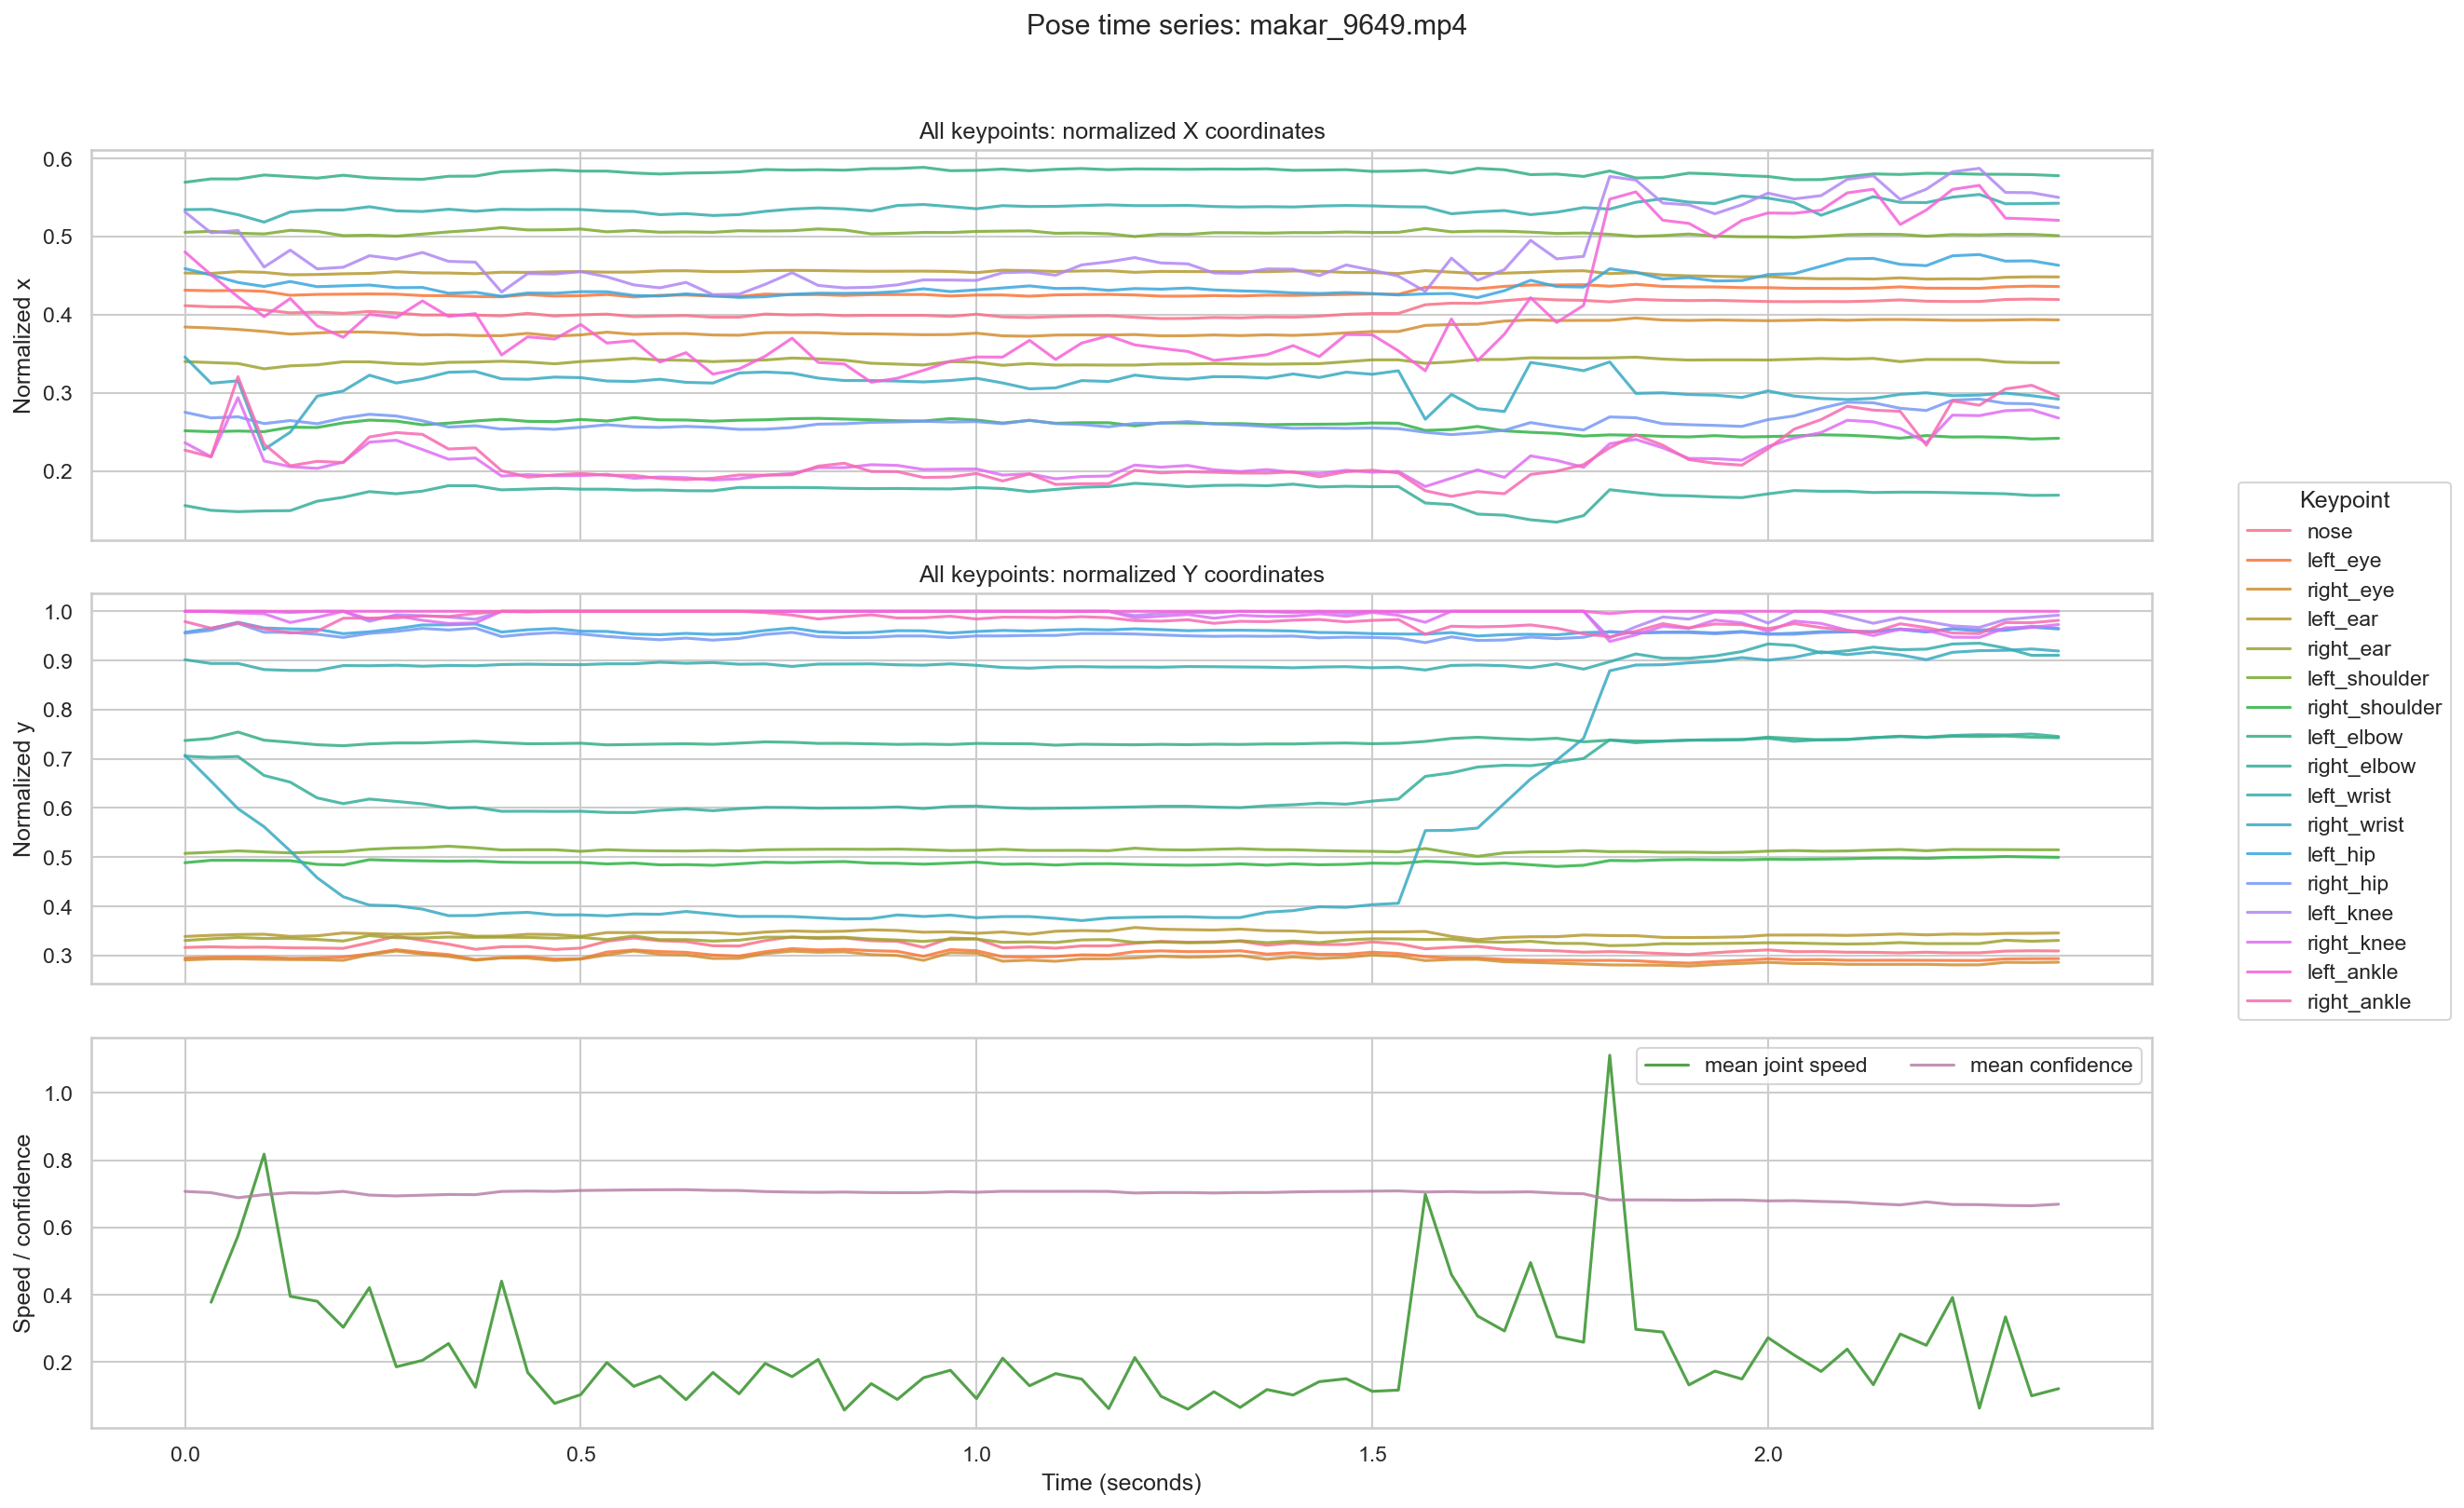 Pose time series: makar_9649.mp4
All keypoints: normalized X coordinates
Normalized x
0.6
0.5
0.4
0.3
0.2
All keypoints: normalized Y coordinates
Normalized y
1.0
0.9
0.8
0.7
0.6
0.5
0.4
0.3
Keypoint
nose
left_eye
right_eye
left_ear
right_ear
left_shoulder
right_shoulder
left_elbow
right_elbow
left_wrist
right_wrist
left_hip
right_hip
left_knee
right_knee
left_ankle
right_ankle
mean joint speed mean confidence
Speed / confidence
1.0
0.8
0.6
0.4
0.2
0.0 0.5 1.0 1.5 2.0
Time (seconds)